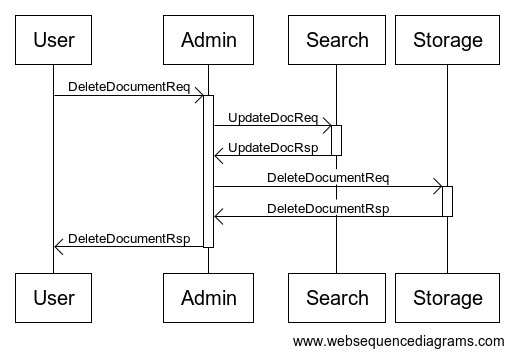 User Admin Search Storage
DeleteDocumentReq
UpdateDocReq
UpdateDocRsp
DeleteDocumentReq
DeleteDocumentRsp
DeleteDocumentRsp
User Admin Search Storage
www.websequencediagrams.com